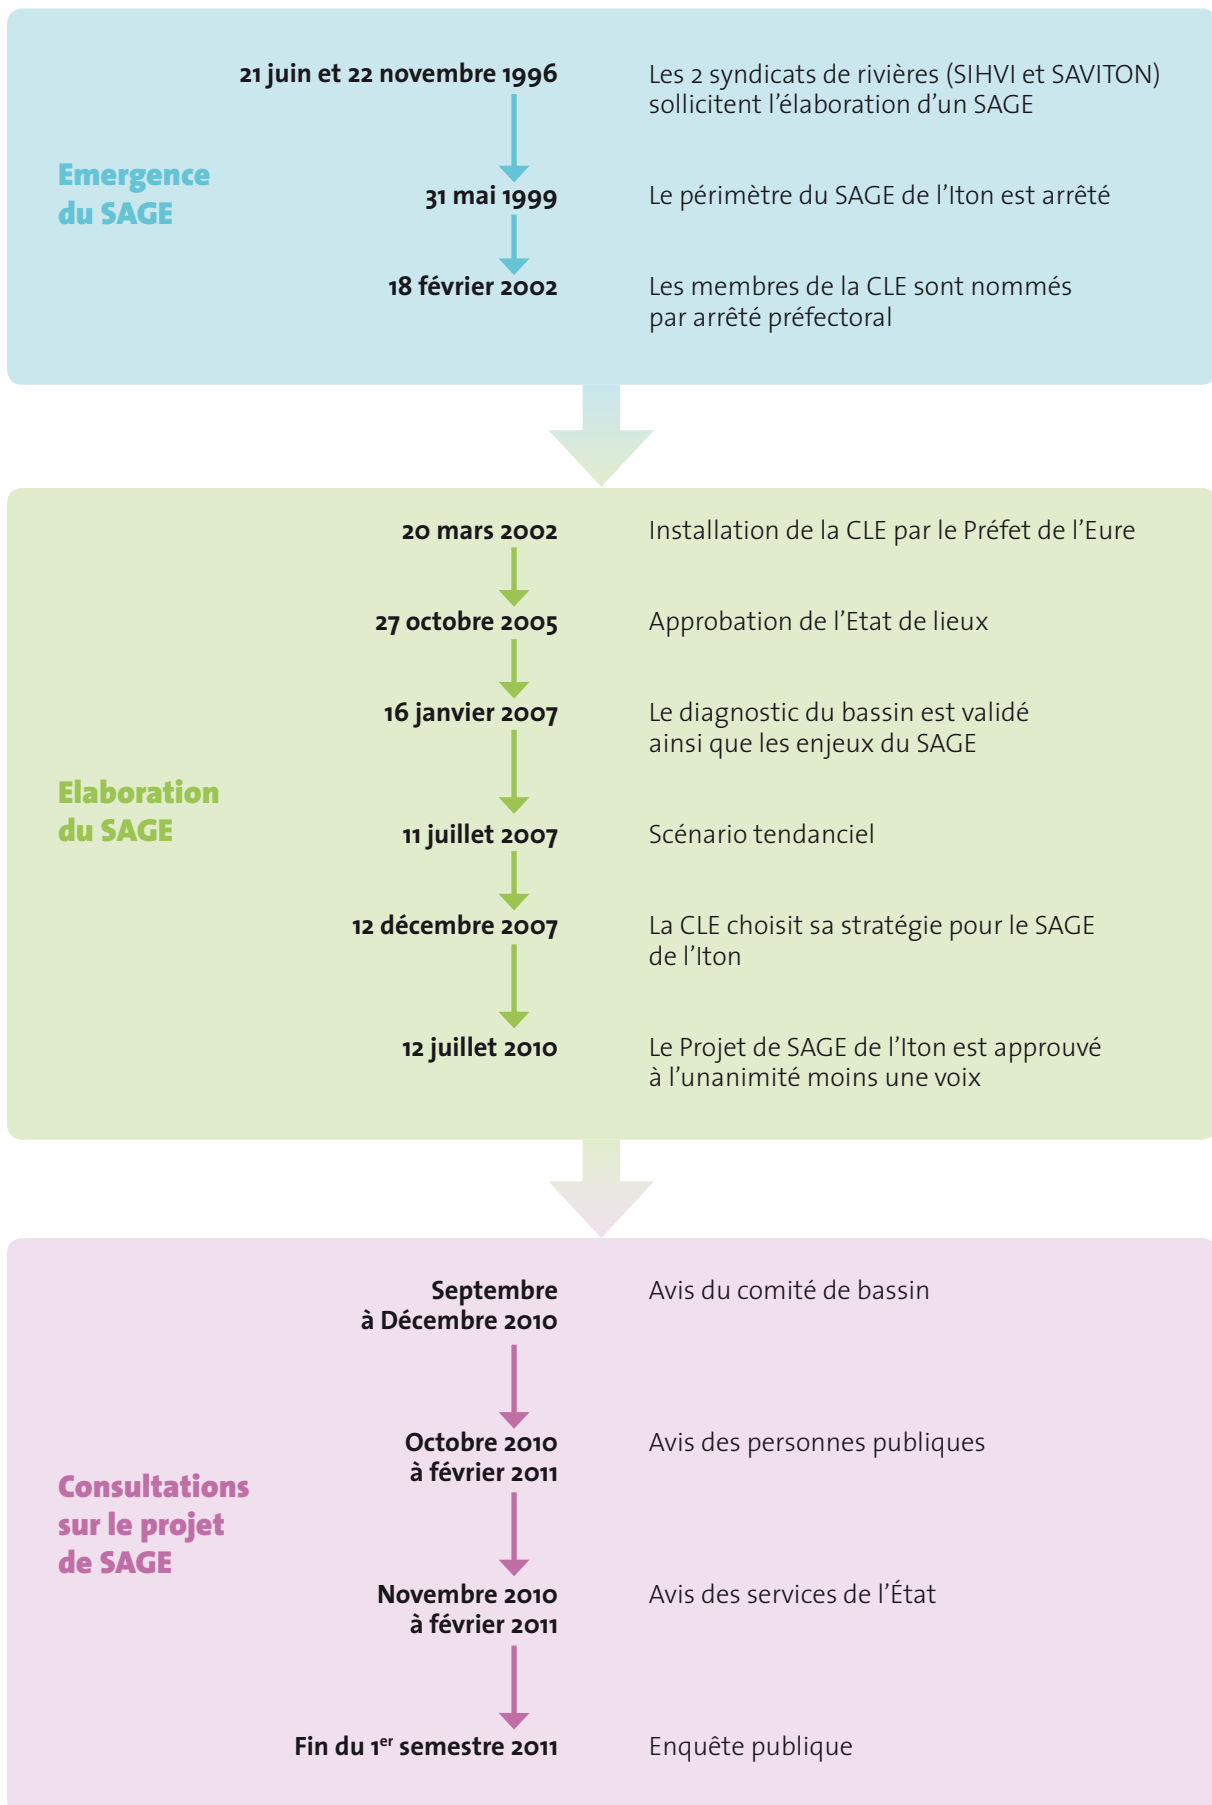 21 juin et 22 novembre 1996
Les 2 syndicats de rivières (SIHVI et SAVITON)
sollicitent l’élaboration d’un SAGE
Emergence
du SAGE
31 mai 1999
Le périmètre du SAGE de l’Iton est arrêté
18 février 2002
Les membres de la CLE sont nommés
par arrêté préfectoral
20 mars 2002
Installation de la CLE par le Préfet de l’Eure
27 octobre 2005
Approbation de l’Etat de lieux
16 janvier 2007
Le diagnostic du bassin est validé
ainsi que les enjeux du SAGE
Elaboration
du SAGE
11 juillet 2007
Scénario tendanciel
12 décembre 2007
La CLE choisit sa stratégie pour le SAGE
de l’Iton
12 juillet 2010
Le Projet de SAGE de l’Iton est approuvé
à l’unanimité moins une voix
Septembre
à Décembre 2010
Avis du comité de bassin
Octobre 2010
à février 2011
Avis des personnes publiques
Consultations
sur le projet
de SAGE
Novembre 2010
à février 2011
Avis des services de l’État
Fin du 1er semestre 2011
Enquête publique